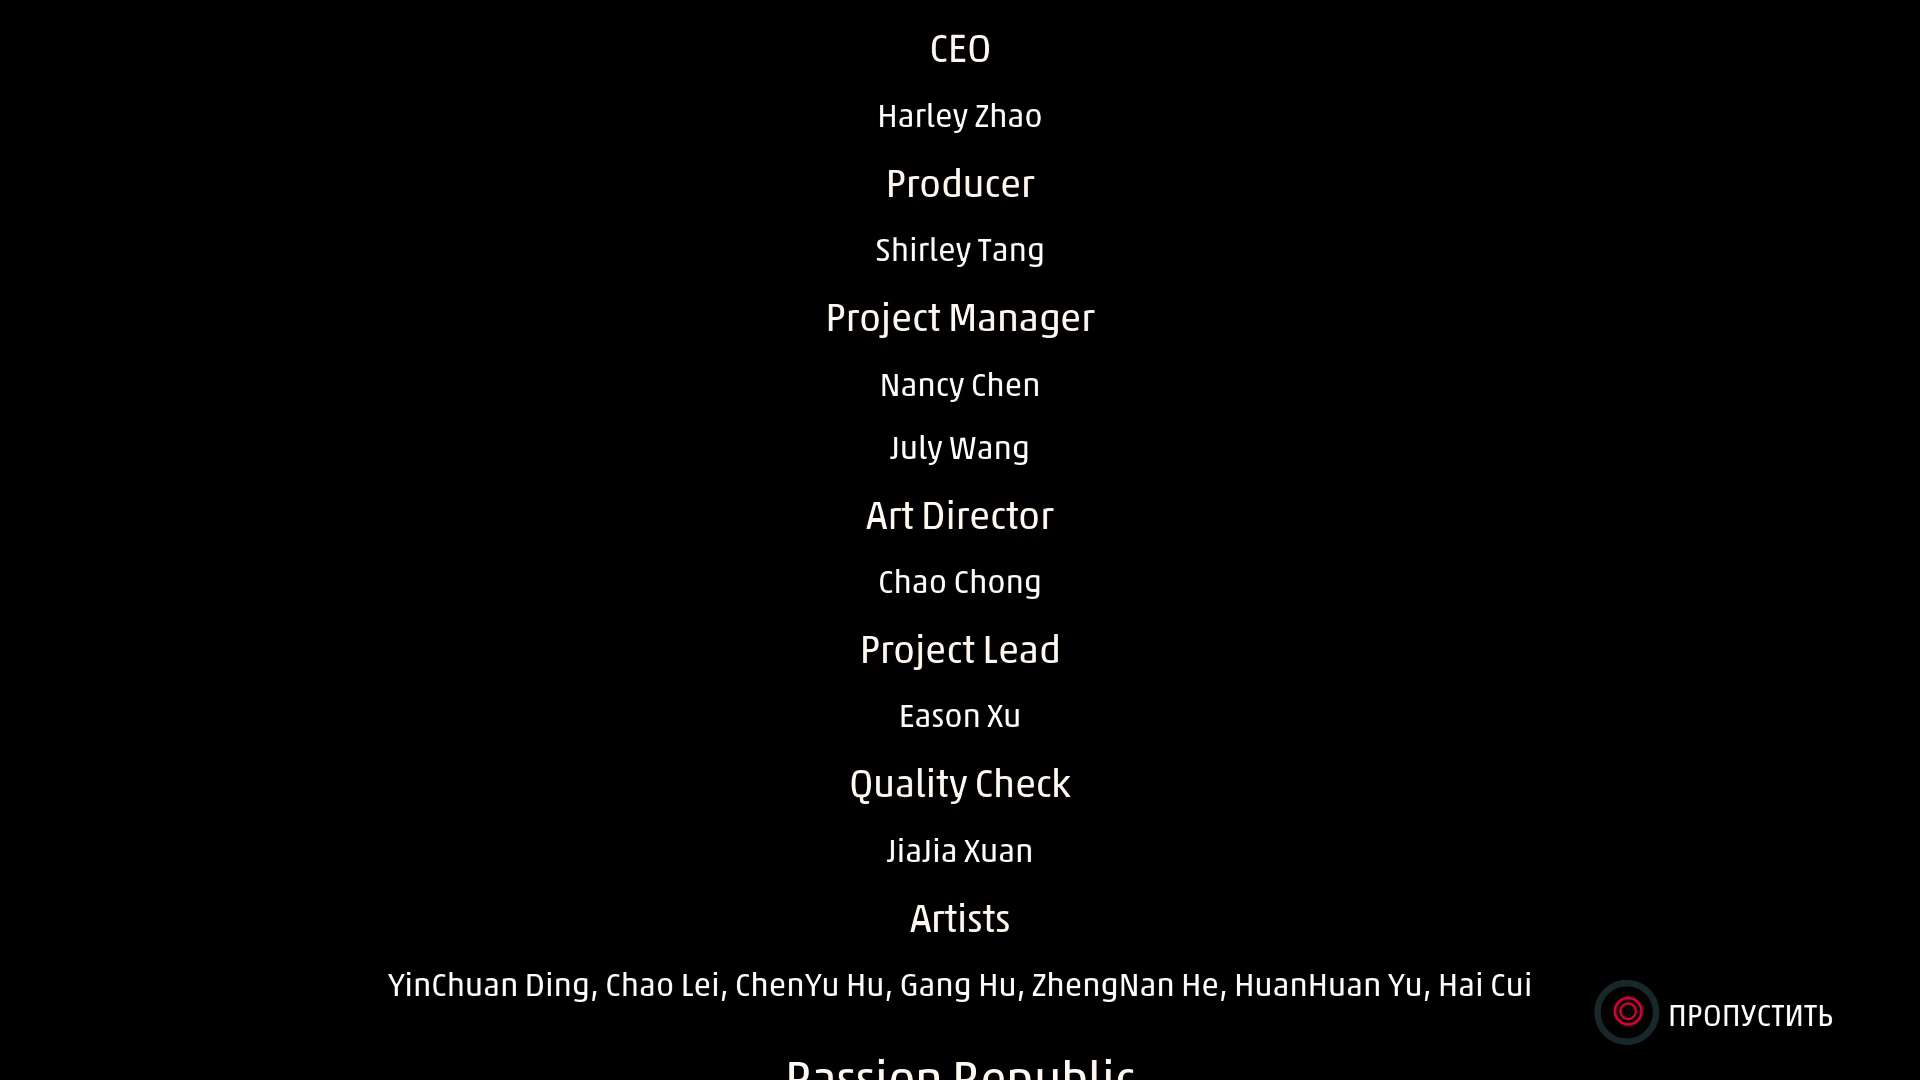 CEO
Harley Zhao
Producer
Shirley Tang
Project Manager
Nancy Chen
July Wang
Art Director
Chao Chong
Project Lead
Eason Xu
Quality Check
JiaJia Xuan
Artists
YinChuan Ding, Chao Lei, ChenYu Hu, Gang Hu, ZhengNan He, HuanHuan Yu, Hai Cui
ПРОПУСТИТЬ
Passion Republic